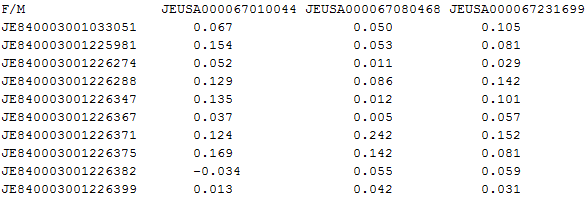 F/M JEUSA000067010044 JEUSA000067080468 JEUSA000067231699
JE840003001033051 0.067 0.050 0.105
JE840003001225981 0.154 0.053 0.081
JE840003001226274 0.052 0.011 0.029
JE840003001226288 0.129 0.086 0.142
JE840003001226347 0.135 0.012 0.101
JE840003001226367 0.037 0.005 0.057
JE840003001226371 0.124 0.242 0.152
JE840003001226375 0.169 0.142 0.081
JE840003001226382 -0.034 0.055 0.059
JE840003001226399 0.013 0.042 0.031